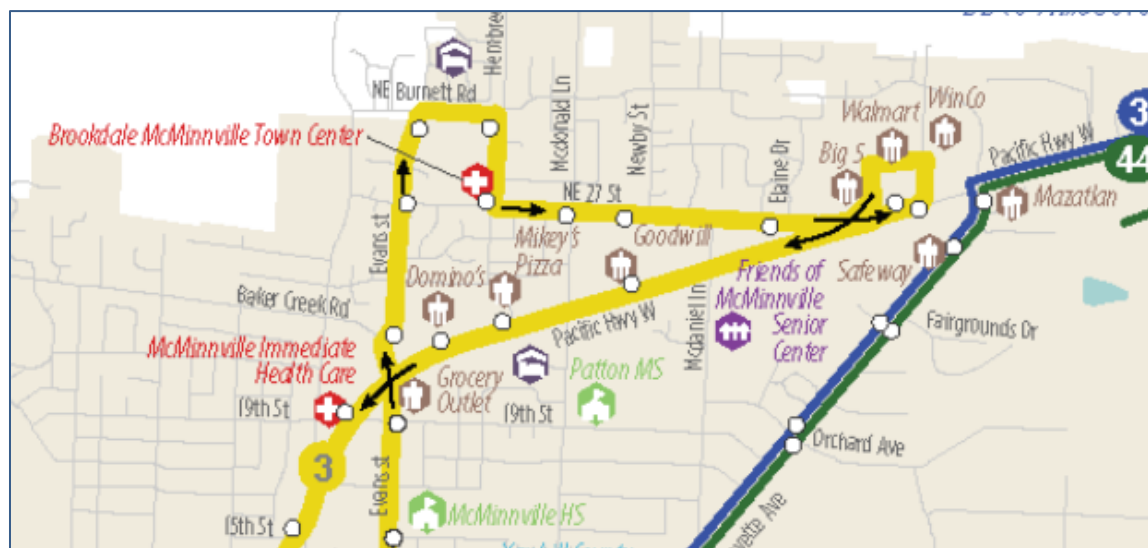 Hembree
NE Burnett Rd
Brookdale McMinnville Town Center
Mcdonald Ln
Newby St
Elaine Dr
Walmart
WinCo
Big 5
Pacific Hwy W
3
44
Mazatlan
NE 27 St
Evans st
Mikey's
Pizza
Goodwill
Domino's
Baker Creek Rd
Pacific Hwy W
Mcdaniel Ln
Friends of
McMinnville
Senior
Center
Safeway
Fairgrounds Dr
McMinnville Immediate
Health Care
19th St
Grocery
Outlet
19th St
Patton MS
Orchard Ave
3
Evans st
McMinnville HS
15th St